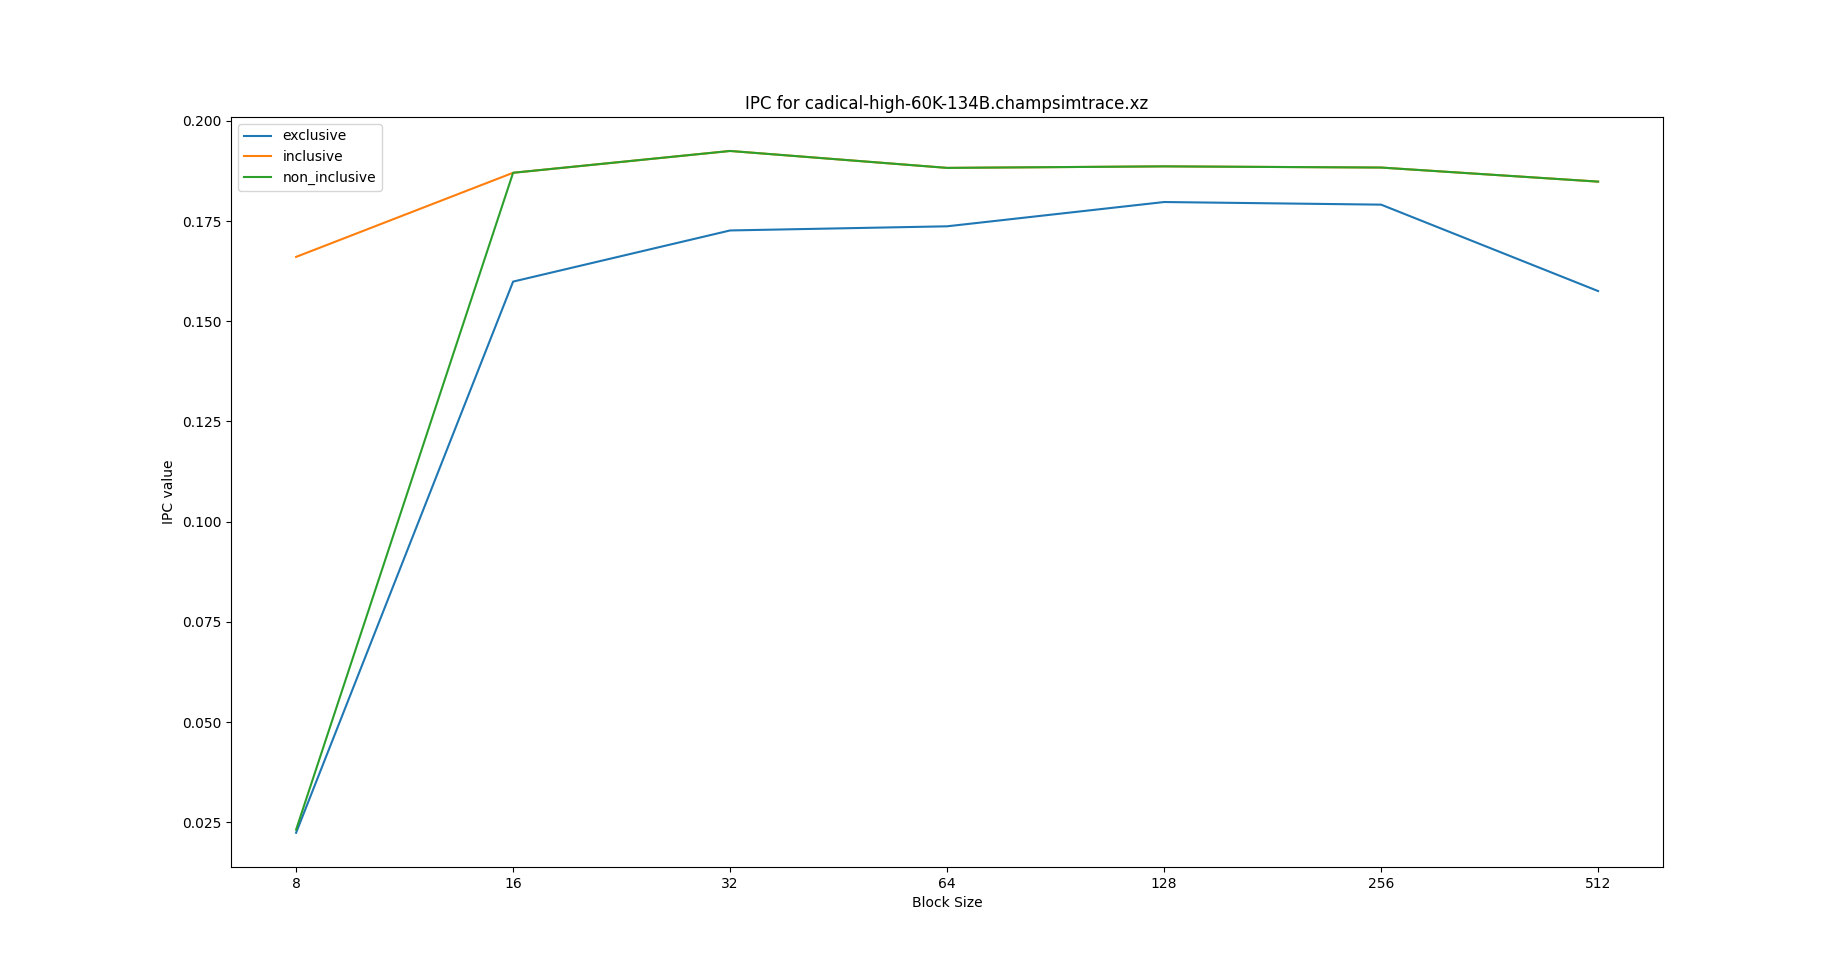 IPC for cadical-high-60K-134B.champsimtrace.xz
exclusive
inclusive
non_inclusive
IPC value
0.200
0.175
0.150
0.125
0.100
0.075
0.050
0.025
8 16 32 64 128 256 512
Block Size